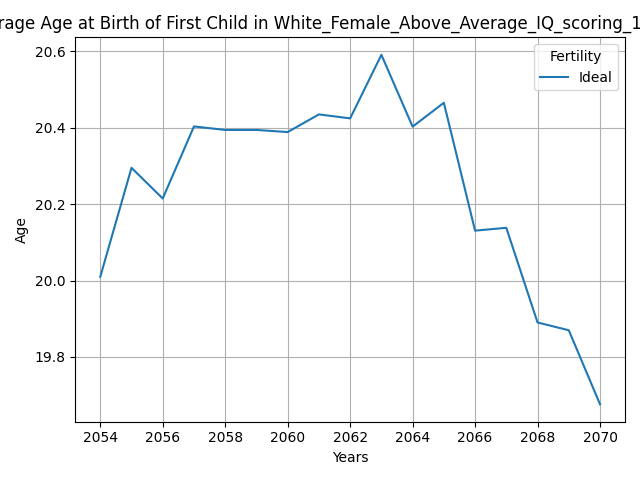 Age at Birth of First Child in White_Female_Above_Average_IQ_scoring_1
20.6
Fertility
Ideal
20.4
20.2
Age
20.0
19.8
2054 2056 2058 2060 2062 2064 2066 2068 2070
Years